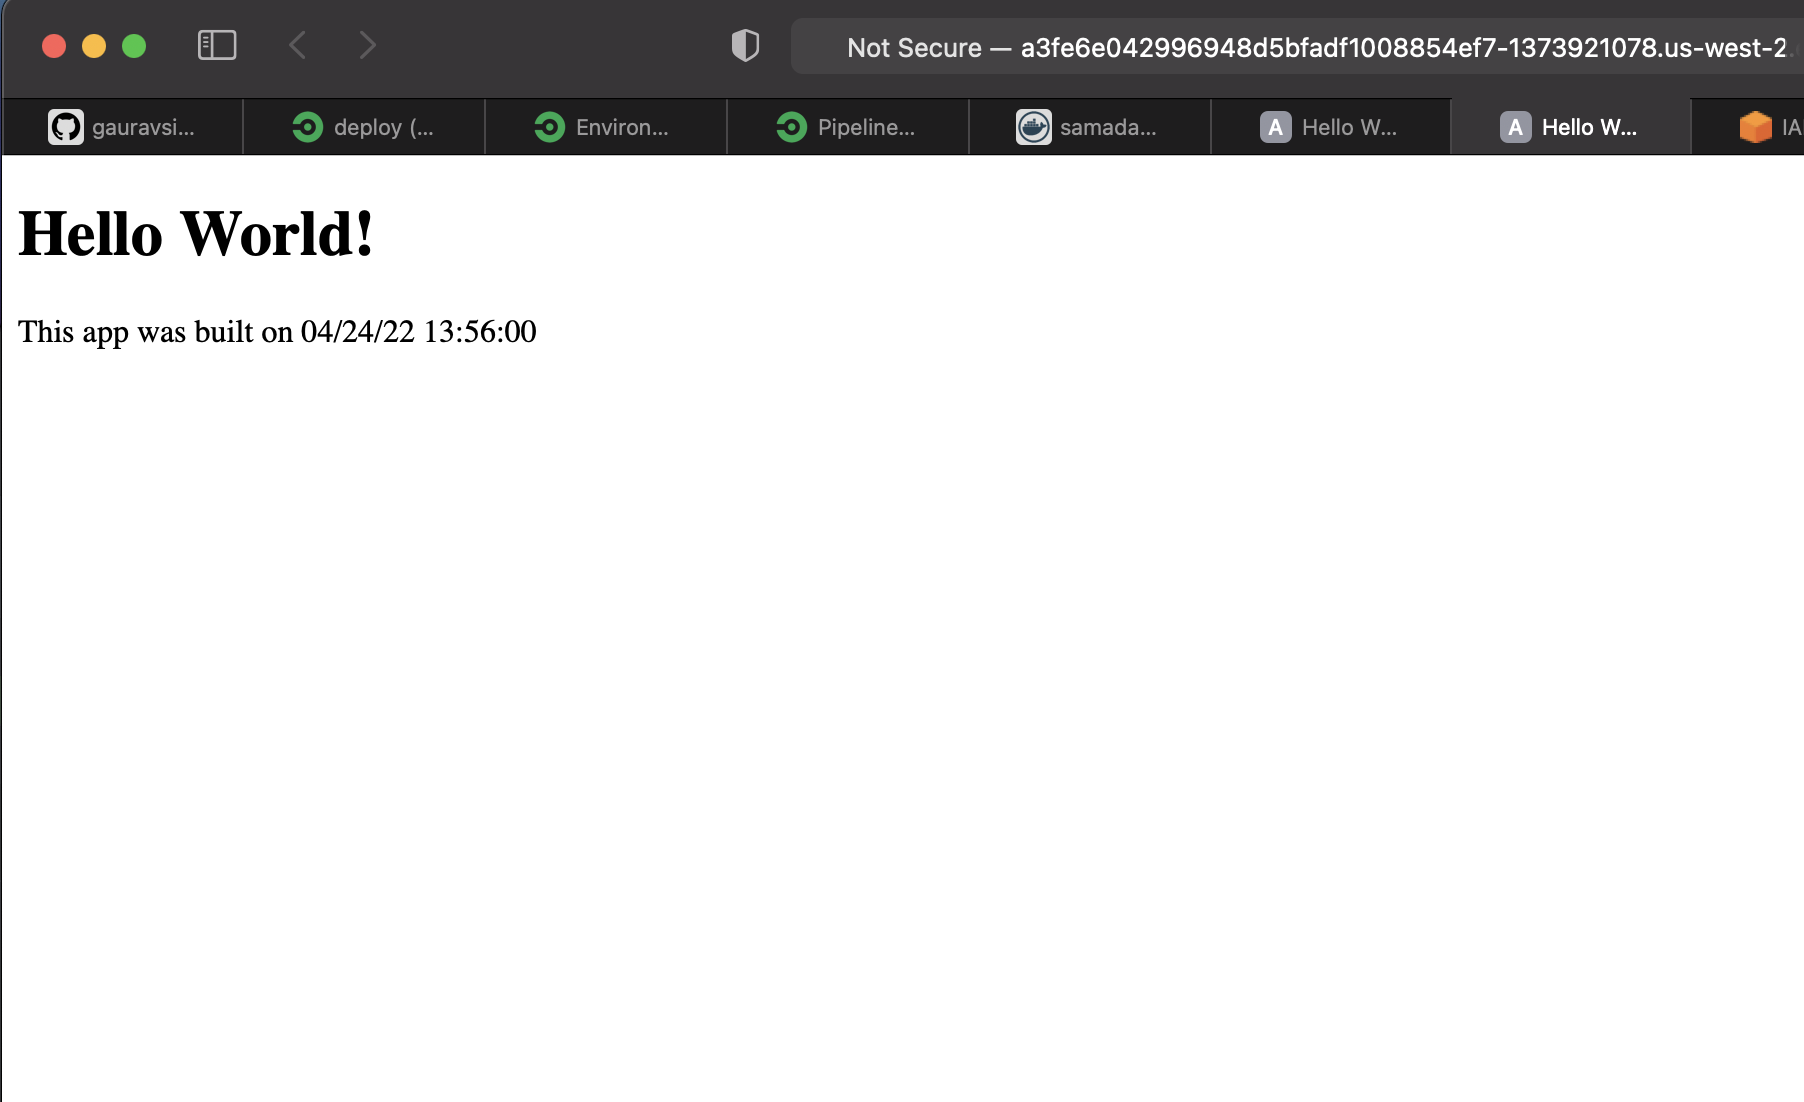 Not Secure — a3fe6e042996948d5bfadf1008854ef7-1373921078.us-west-2.
gauravsi...
deploy (...
Environ...
Pipeline...
samada...
A Hello W...
A Hello W...
IA
Hello World!
This app was built on 04/24/22 13:56:00